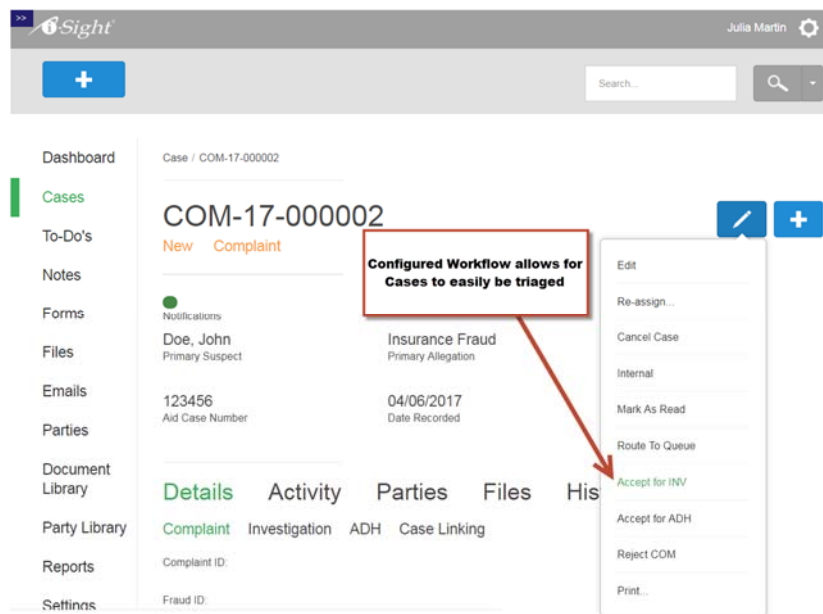 >>
i-Sight
Julia Martin
Search...
Dashboard
Cases
To-Do's
Notes
Forms
Files
Emails
Parties
Document
Library
Party Library
Reports
Settings
Case / COM-17-000002
COM-17-000002
New Complaint
Configured Workflow allows for
Cases to easily be triaged
Notifications
Doe, John
Primary Suspect
Insurance Fraud
Primary Allegation
123456
Aid Case Number
04/06/2017
Date Recorded
Details Activity Parties Files His
Complaint Investigation ADH Case Linking
Complaint ID:
Fraud ID:
Edit
Re-assign...
Cancel Case
Internal
Mark As Read
Route To Queue
Accept for INV
Accept for ADH
Reject COM
Print...